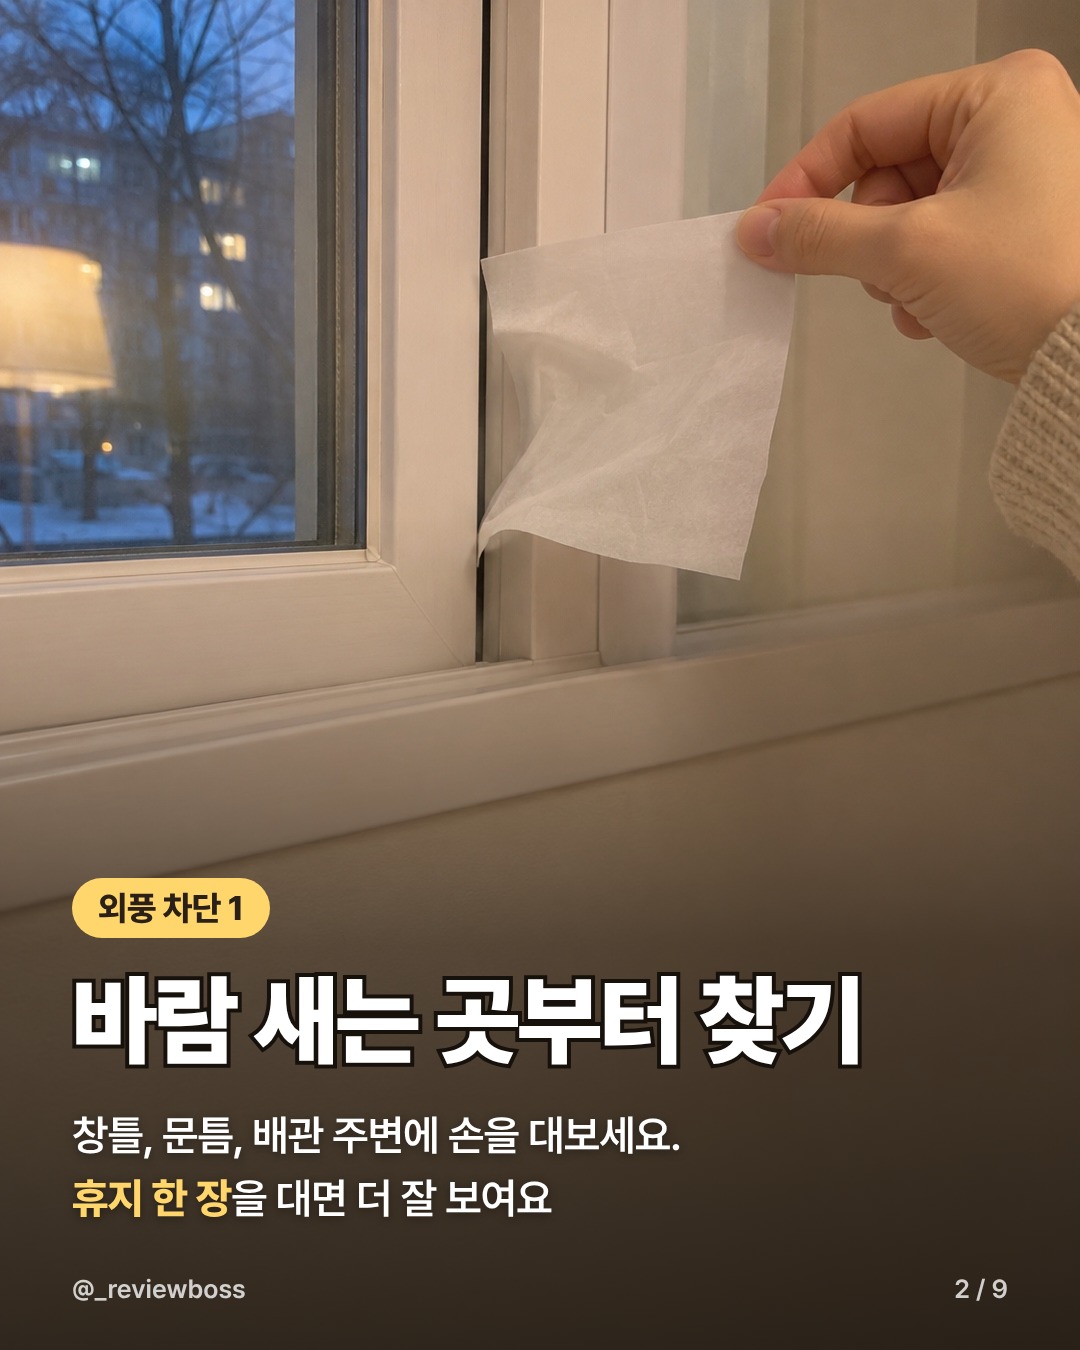 외풍 차단 1
바람 새는 곳부터 찾기
창틀, 문틈, 배관 주변에 손을 대보세요.
휴지 한 장을 대면 더 잘 보여요
@_reviewboss
2 / 9